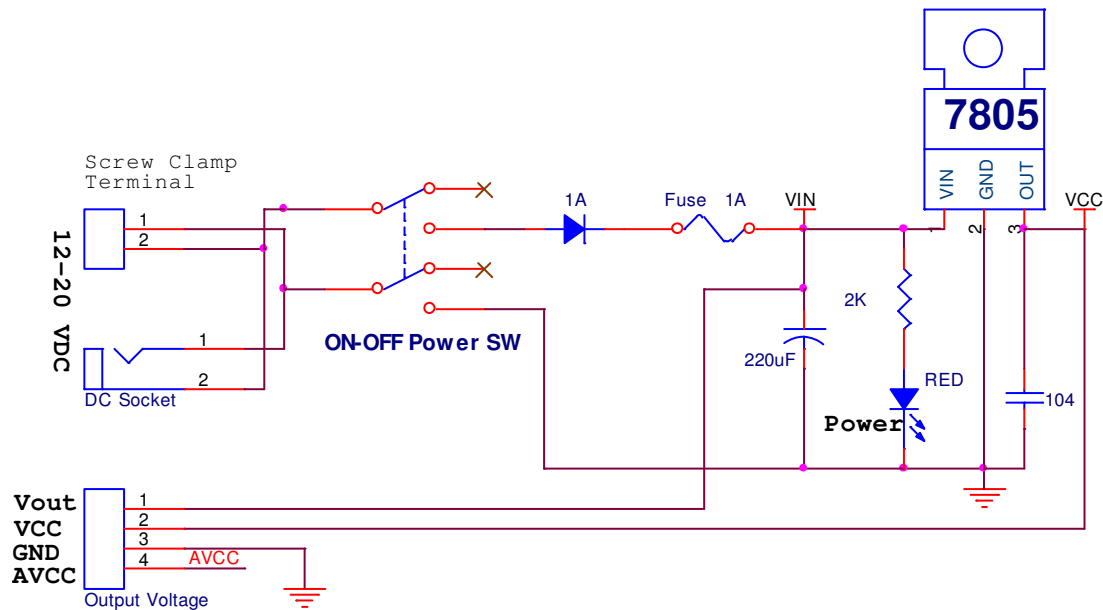 7805
VIN
GND
OUT
1
2
3
VCC
Screw Clamp
Terminal
1
2
12-20 VDC
1
2
DC Socket
ON-OFF Power SW
1A
Fuse 1A
VIN
2K
220uF
RED
Power
104
Vout
VCC
GND
AVCC
1
2
3
4
AVCC
Output Voltage